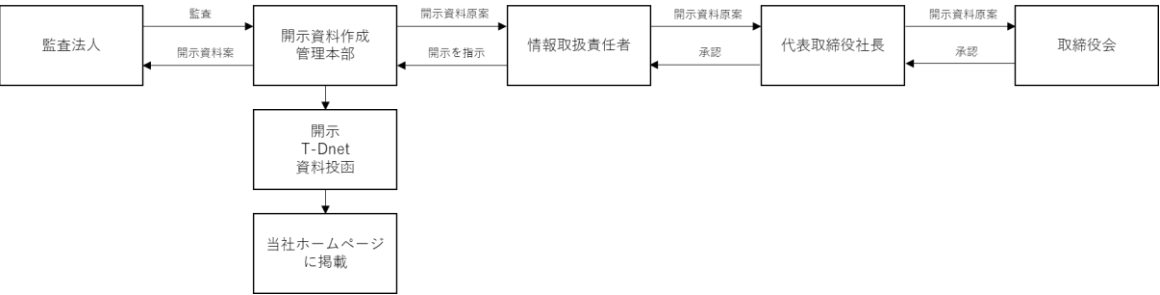 監査法人
監査
開示資料案
開示資料作成
管理本部
開示資料原案
開示を指示
情報取扱責任者
開示資料原案
承認
代表取締役社長
開示資料原案
承認
取締役会
開示
T-Dnet
資料投函
当社ホームページ
に掲載